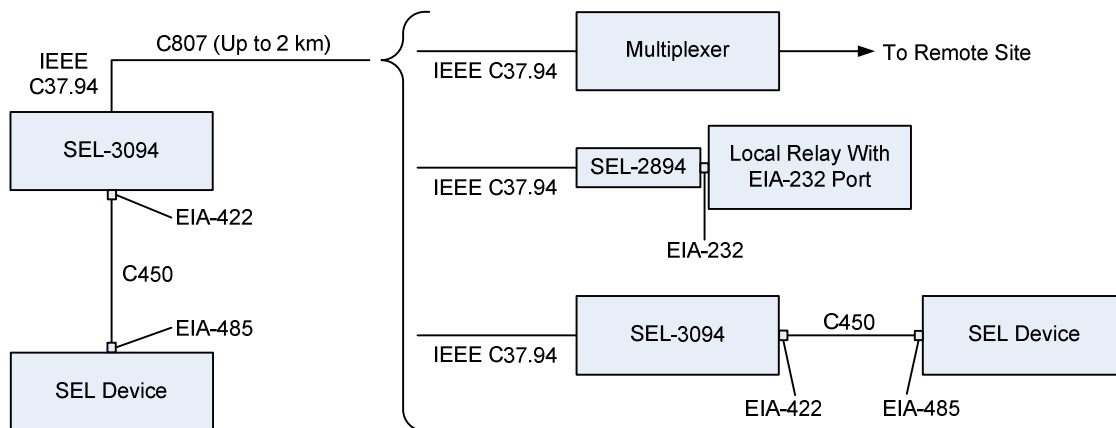 C807 (Up to 2 km)
IEEE
C37.94
SEL-3094
EIA-422
C450
EIA-485
SEL Device
IEEE C37.94
Multiplexer
To Remote Site
IEEE C37.94
SEL-2894
Local Relay With
EIA-232 Port
EIA-232
IEEE C37.94
SEL-3094
C450
SEL Device
EIA-422
EIA-485